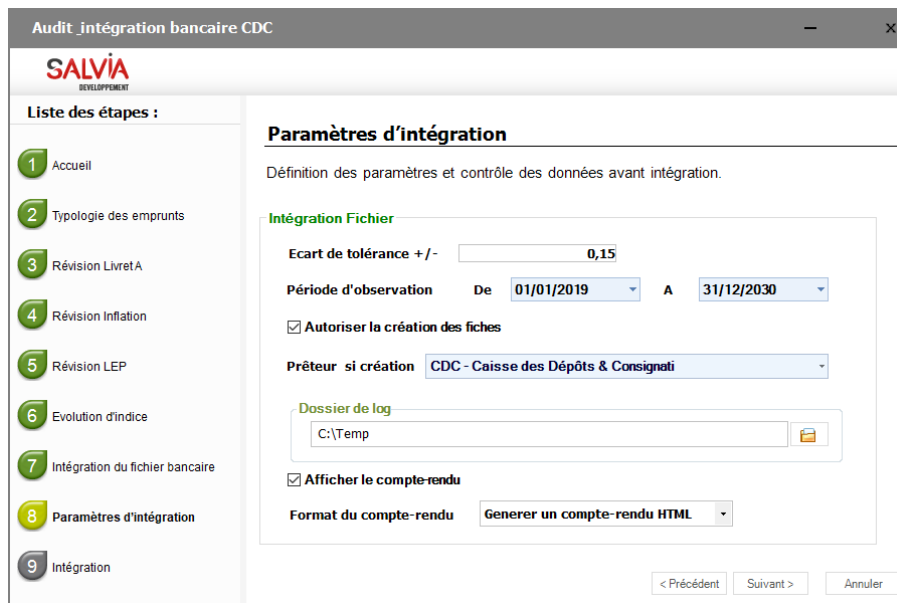 Audit_intégration bancaire CDC
SALVIA
DEVELOPPEMENT
Liste des étapes :
1 Accueil
2 Typologie des emprunts
3 Révision Livret A
4 Révision Inflation
5 Révision LEP
6 Evolution d'indice
7 Intégration du fichier bancaire
8 Paramètres d'intégration
9 Intégration
Paramètres d'intégration
Définition des paramètres et contrôle des données avant intégration.
Intégration Fichier
Ecart de tolérance +/- 0,15
Période d'observation De 01/01/2019 A 31/12/2030
Autoriser la création des fiches
Prêteur si création CDC - Caisse des Dépôts & Consignati
Dossier de log
C:\Temp
Afficher le compte-rendu
Format du compte-rendu Generer un compte-rendu HTML
< Précédent Suivant > Annuler